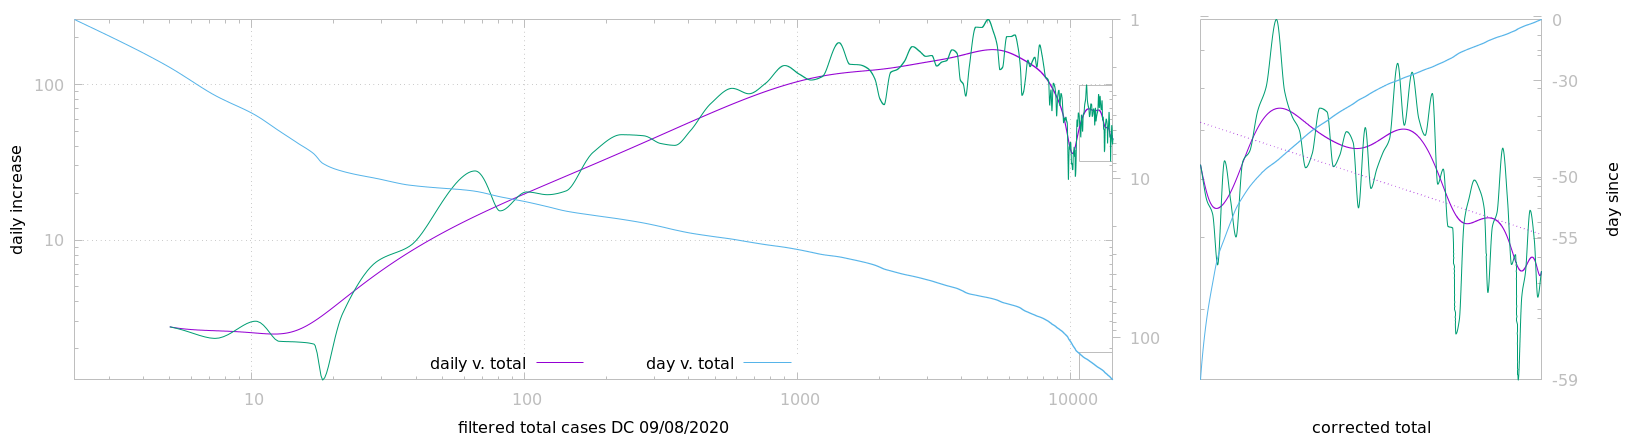 daily increase
100
10
10
100
1000
10000
1
10
100
daily v. total
day v. total
filtered total cases DC 09/08/2020
0
-30
-50
-55
-59
day since
corrected total